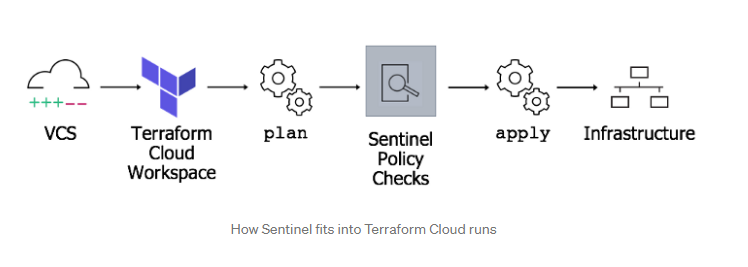 +++--
VCS
Terraform
Cloud
Workspace
plan
Sentinel
Policy
Checks
apply
Infrastructure
How Sentinel fits into Terraform Cloud runs